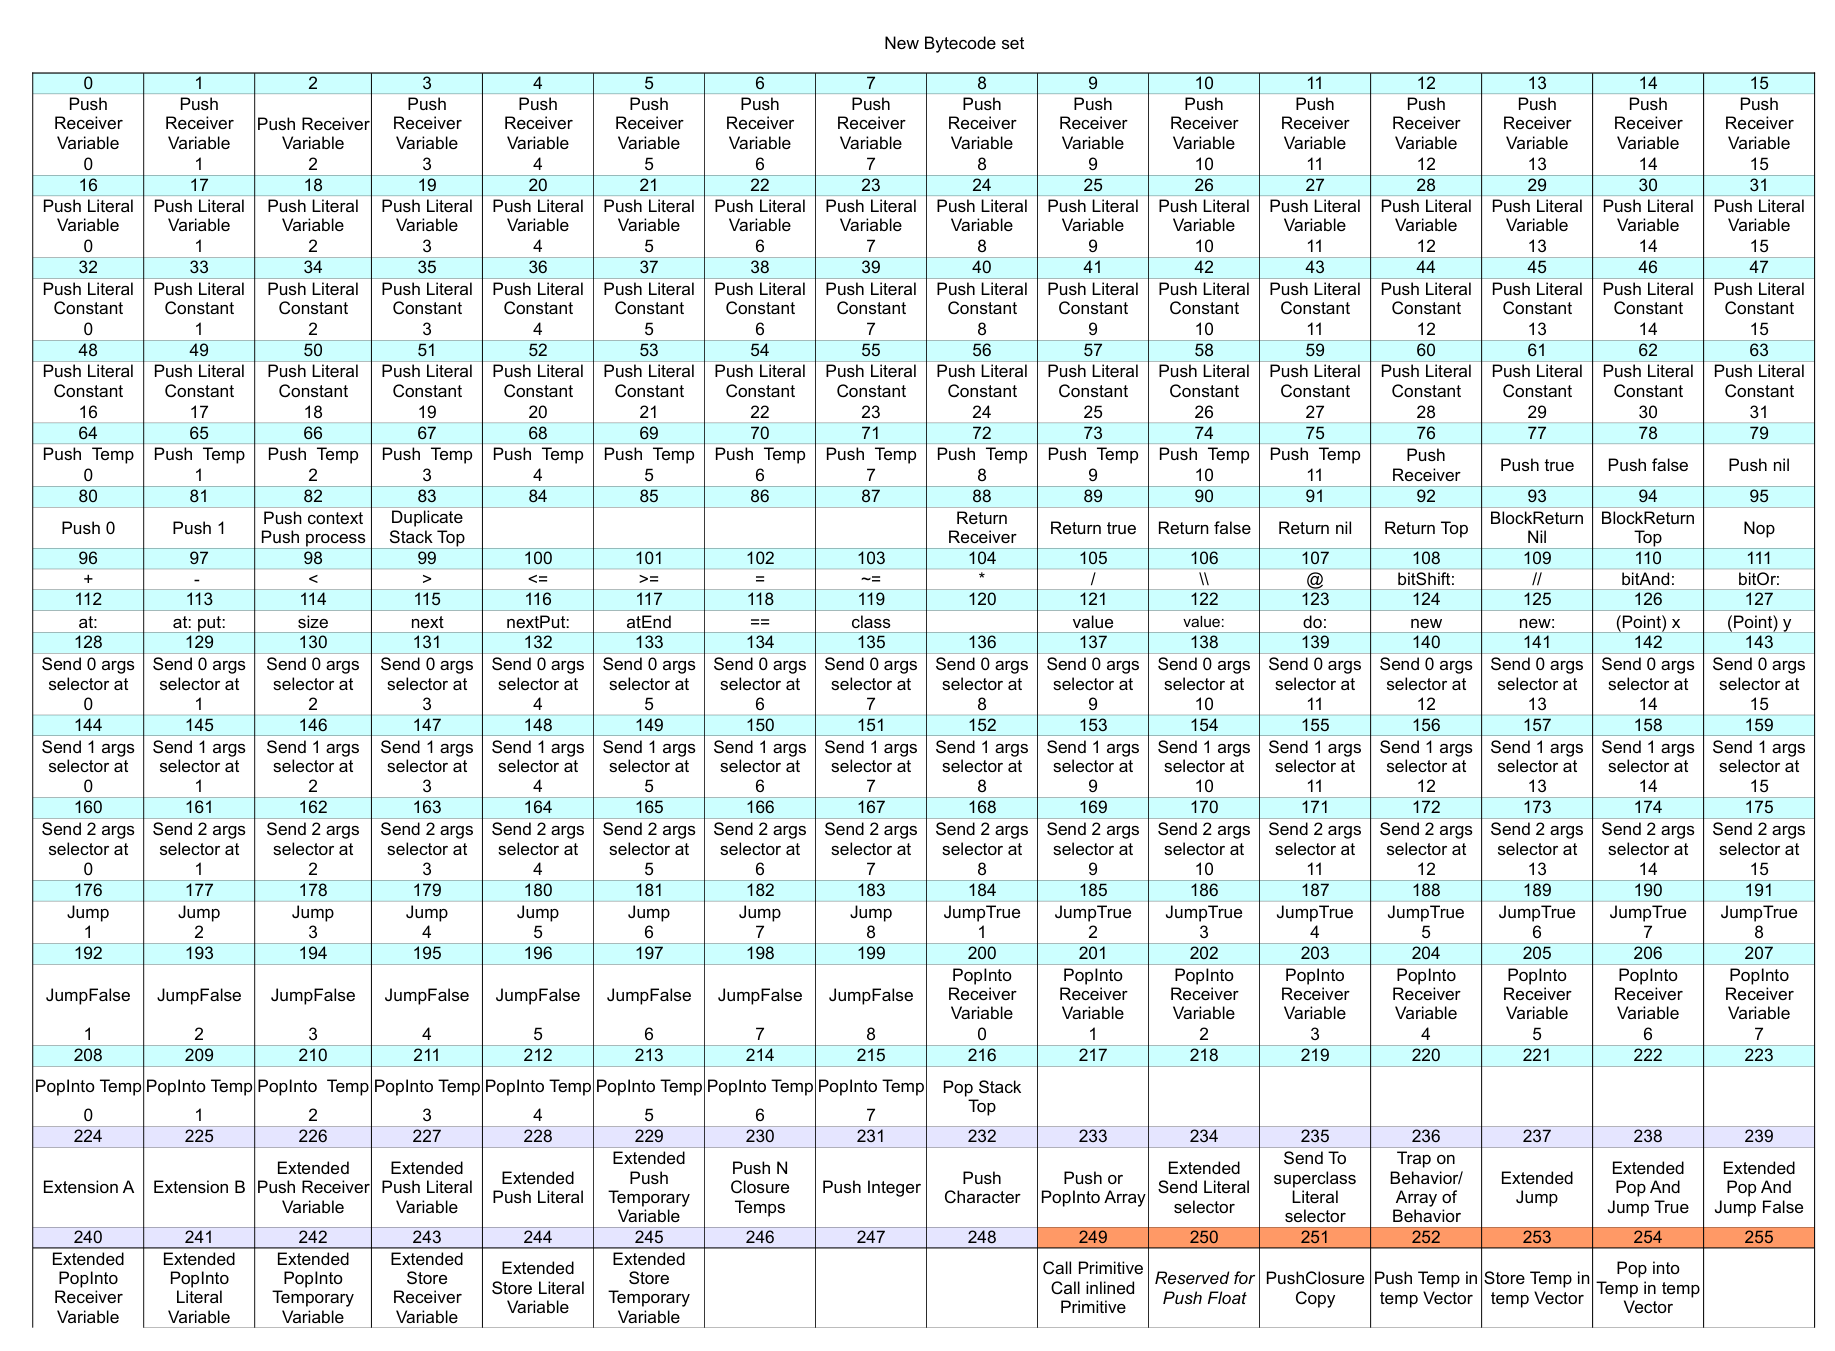 New Bytecode set
0 1 2 3 4 5 6 7 8 9 10 11 12 13 14 15
Push Push Push Push Push Push Push Push Push Push Push Push Push Push Push
Receiver Receiver Push Receiver Receiver Receiver Receiver Receiver Receiver Receiver Receiver Receiver Receiver Receiver Receiver Receiver Receiver
Variable Variable Variable Variable Variable Variable Variable Variable Variable Variable Variable Variable Variable Variable Variable Variable
0 1 2 3 4 5 6 7 8 9 10 11 12 13 14 15
16 17 18 19 20 21 22 23 24 25 26 27 28 29 30 31
Push Literal Push Literal Push Literal Push Literal Push Literal Push Literal Push Literal Push Literal Push Literal Push Literal Push Literal Push Literal Push Literal Push Literal Push Literal Push Literal
Variable Variable Variable Variable Variable Variable Variable Variable Variable Variable Variable Variable Variable Variable Variable Variable
0 1 2 3 4 5 6 7 8 9 10 11 12 13 14 15
32 33 34 35 36 37 38 39 40 41 42 43 44 45 46 47
Push Literal Push Literal Push Literal Push Literal Push Literal Push Literal Push Literal Push Literal Push Literal Push Literal Push Literal Push Literal Push Literal Push Literal Push Literal Push Literal
Constant Constant Constant Constant Constant Constant Constant Constant Constant Constant Constant Constant Constant Constant Constant Constant
0 1 2 3 4 5 6 7 8 9 10 11 12 13 14 15
48 49 50 51 52 53 54 55 56 57 58 59 60 61 62 63
Push Literal Push Literal Push Literal Push Literal Push Literal Push Literal Push Literal Push Literal Push Literal Push Literal Push Literal Push Literal Push Literal Push Literal Push Literal Push Literal
Constant Constant Constant Constant Constant Constant Constant Constant Constant Constant Constant Constant Constant Constant Constant Constant
16 17 18 19 20 21 22 23 24 25 26 27 28 29 30 31
64 65 66 67 68 69 70 71 72 73 74 75 76 77 78 79
Push Temp Push Temp Push Temp Push Temp Push Temp Push Temp Push Temp Push Temp Push Temp Push Temp Push Temp Push Temp Push Push true Push false Push nil
0 1 2 3 4 5 6 7 8 9 10 11 Receiver
80 81 82 83 84 85 86 87 88 89 90 91 92 93 94 95
Push 0 Push 1 Push context Duplicate Return Return true Return false Return nil Return Top BlockReturn BlockReturn Nop
Push process Stack Top Receiver Nil Top
96 97 98 99 100 101 102 103 104 105 106 107 108 109 110 111
+ - < > <= >= = ~= * / \\ @ bitShift: // bitAnd: bitOr:
112 113 114 115 116 117 118 119 120 121 122 123 124 125 126 127
at: at: put: size next nextPut: atEnd == class value value: do: new new: (Point) x (Point) y
128 129 130 131 132 133 134 135 136 137 138 139 140 141 142 143
Send 0 args Send 0 args Send 0 args Send 0 args Send 0 args Send 0 args Send 0 args Send 0 args Send 0 args Send 0 args Send 0 args Send 0 args Send 0 args Send 0 args Send 0 args Send 0 args
selector at selector at selector at selector at selector at selector at selector at selector at selector at selector at selector at selector at selector at selector at selector at selector at
0 1 2 3 4 5 6 7 8 9 10 11 12 13 14 15
144 145 146 147 148 149 150 151 152 153 154 155 156 157 158 159
Send 1 args Send 1 args Send 1 args Send 1 args Send 1 args Send 1 args Send 1 args Send 1 args Send 1 args Send 1 args Send 1 args Send 1 args Send 1 args Send 1 args Send 1 args Send 1 args
selector at selector at selector at selector at selector at selector at selector at selector at selector at selector at selector at selector at selector at selector at selector at selector at
0 1 2 3 4 5 6 7 8 9 10 11 12 13 14 15
160 161 162 163 164 165 166 167 168 169 170 171 172 173 174 175
Send 2 args Send 2 args Send 2 args Send 2 args Send 2 args Send 2 args Send 2 args Send 2 args Send 2 args Send 2 args Send 2 args Send 2 args Send 2 args Send 2 args Send 2 args Send 2 args
selector at selector at selector at selector at selector at selector at selector at selector at selector at selector at selector at selector at selector at selector at selector at selector at
0 1 2 3 4 5 6 7 8 9 10 11 12 13 14 15
176 177 178 179 180 181 182 183 184 185 186 187 188 189 190 191
Jump Jump Jump Jump Jump Jump Jump Jump JumpTrue JumpTrue JumpTrue JumpTrue JumpTrue JumpTrue JumpTrue JumpTrue
1 2 3 4 5 6 7 8 1 2 3 4 5 6 7 8
192 193 194 195 196 197 198 199 200 201 202 203 204 205 206 207
PopInto PopInto PopInto PopInto PopInto PopInto PopInto PopInto
JumpFalse JumpFalse JumpFalse JumpFalse JumpFalse JumpFalse JumpFalse JumpFalse Receiver Receiver Receiver Receiver Receiver Receiver Receiver Receiver
Variable Variable Variable Variable Variable Variable Variable Variable
1 2 3 4 5 6 7 8 0 1 2 3 4 5 6 7
208 209 210 211 212 213 214 215 216 217 218 219 220 221 222 223
PopInto Temp PopInto Temp PopInto Temp PopInto Temp PopInto Temp PopInto Temp PopInto Temp PopInto Temp Pop Stack
0 1 2 3 4 5 6 7 Top
224 225 226 227 228 229 230 231 232 233 234 235 236 237 238 239
Extension A Extension B Extended Push Receiver Variable Extended Push Literal Variable Extended Push Literal Extended Push Temporary Variable Push N Closure Temps Push Integer Push Character Push or PopInto Array Extended Send Literal selector Send To superclass Literal selector Trap on Behavior/ Array of Behavior Extended Jump Extended Pop And Jump True Extended Pop And Jump False
240 241 242 243 244 245 246 247 248 249 250 251 252 253 254 255
Extended PopInto Receiver Variable Extended PopInto Literal Variable Extended PopInto Temporary Variable Extended Store Receiver Variable Extended Store Literal Variable Extended Store Temporary Variable Call Primitive Call inlined Primitive Reserved for Push Float PushClosure Copy Push Temp in temp Vector Store Temp in temp Vector Pop into Temp in temp Vector